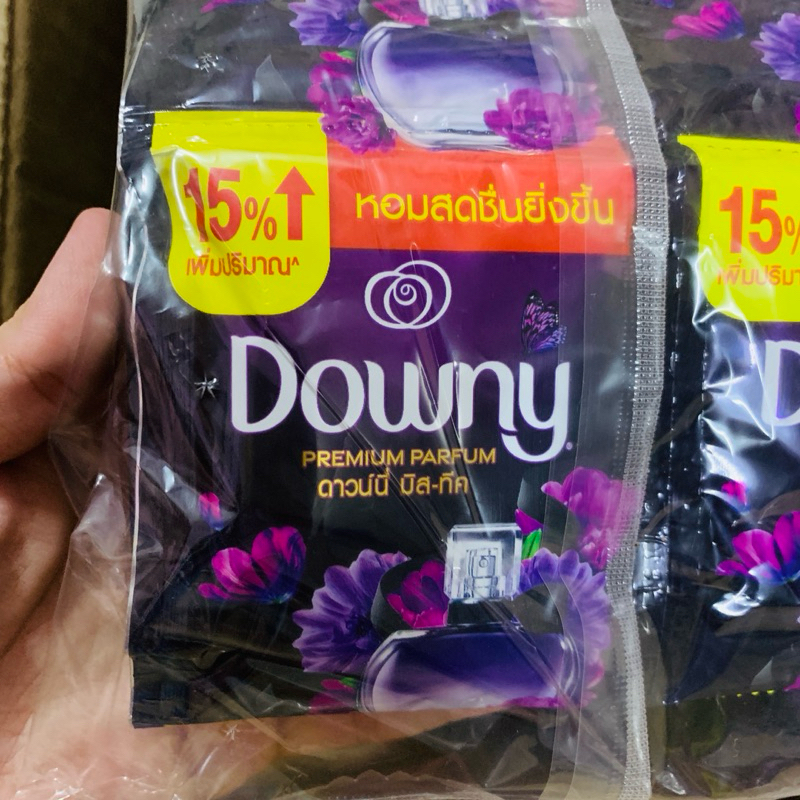 15%
เพิ่มปริมาณ^
หอมสดชื่นยิ่งขึ้น
Downy
PREMIUM PARFUM
ดาวน์นี่ มิส-ทีค
15%